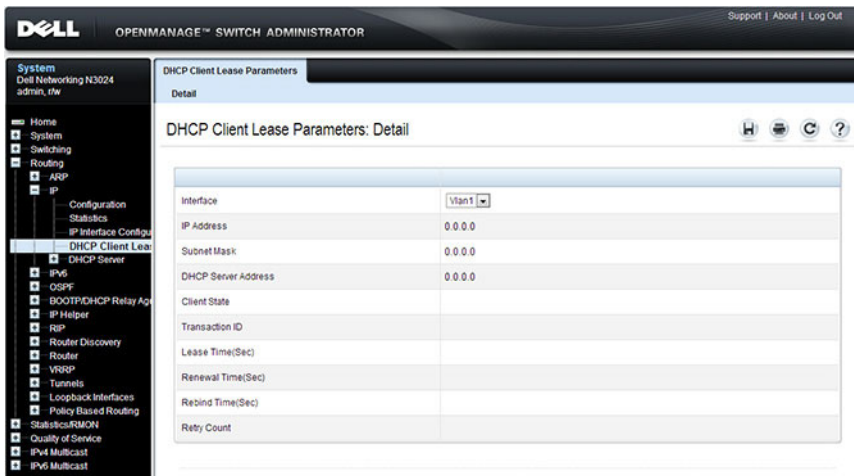 Support | About | Log Out
DELL OPENMANAGE™ SWITCH ADMINISTRATOR
System
Dell Networking N3024
admin, r/w
Home
System
Switching
Routing
ARP
IP
Configuration
Statistics
IP Interface Configu
DHCP Client Leas
DHCP Server
IPv6
OSPF
BOOTP/DHCP Relay Age
IP Helper
RIP
Router Discovery
Router
VRRP
Tunnels
Loopback Interfaces
Policy Based Routing
Statistics/RMON
Quality of Service
IPv4 Multicast
IPv6 Multicast
DHCP Client Lease Parameters
Detail
DHCP Client Lease Parameters: Detail
Interface Vlan1
IP Address 0.0.0.0
Subnet Mask 0.0.0.0
DHCP Server Address 0.0.0.0
Client State
Transaction ID
Lease Time(Sec)
Renewal Time(Sec)
Rebind Time(Sec)
Retry Count